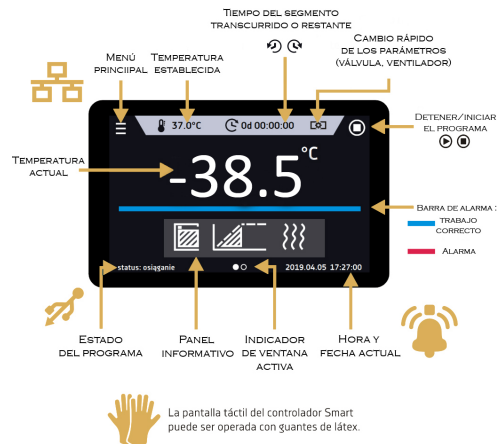 TIEMPO DEL SEGMENTO
TRANSCURRIDO O RESTANTE
CAMBIO RÁPIDO
DE LOS PARÁMETROS
(VÁLVULA, VENTILADOR)
MENÚ
PRINCIIPAL
TEMPERATURA
ESTABLECIDA
DETENER/INICIAR
EL PROGRAMA
37.0°C
0d 00:00:00
TEMPERATURA
ACTUAL
-38.5°C
BARRA DE ALARMA :
TRABAJO
CORRECTO
ALARMA
status: osiąganie
2019.04.05 17:27:00
ESTADO
DEL PROGRAMA
PANEL
INFORMATIVO
INDICADOR
DE VENTANA
ACTIVA
HORA Y
FECHA ACTUAL
La pantalla táctil del controlador Smart
puede ser operada con guantes de látex.